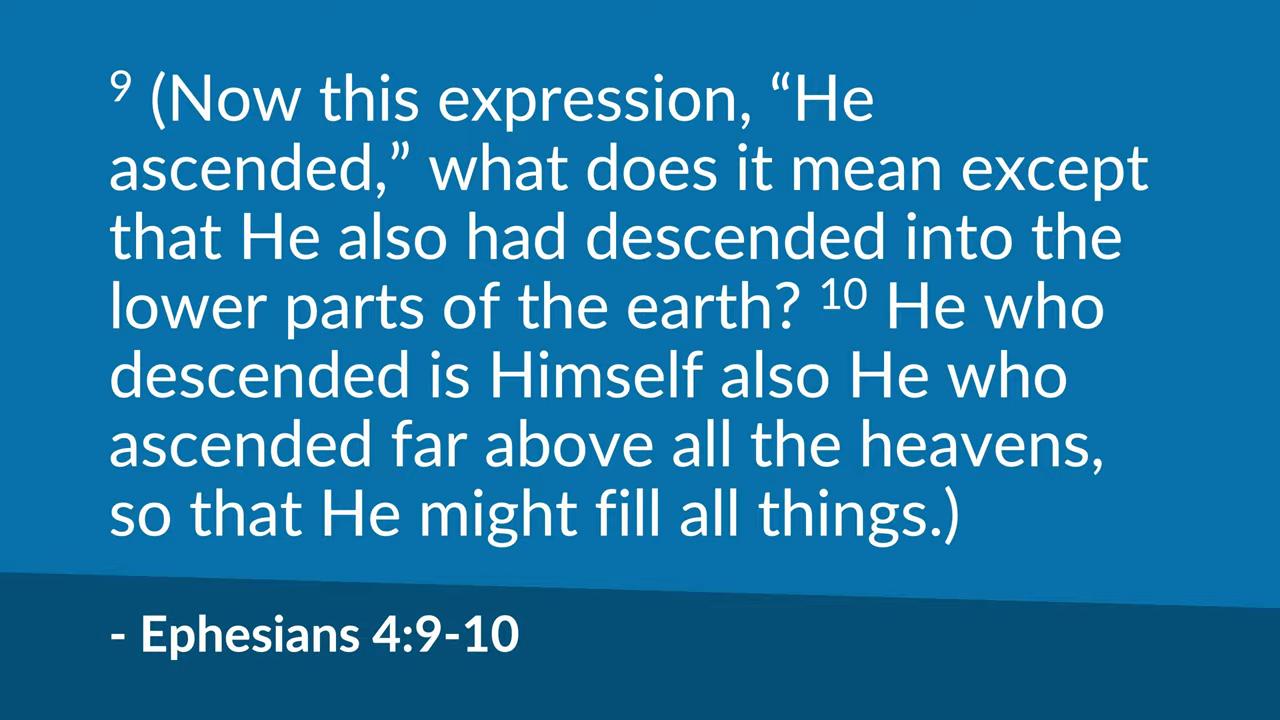 9 (Now this expression, “He
ascended,” what does it mean except
that He also had descended into the
lower parts of the earth? 10 He who
descended is Himself also He who
ascended far above all the heavens,
so that He might fill all things.)
- Ephesians 4:9-10